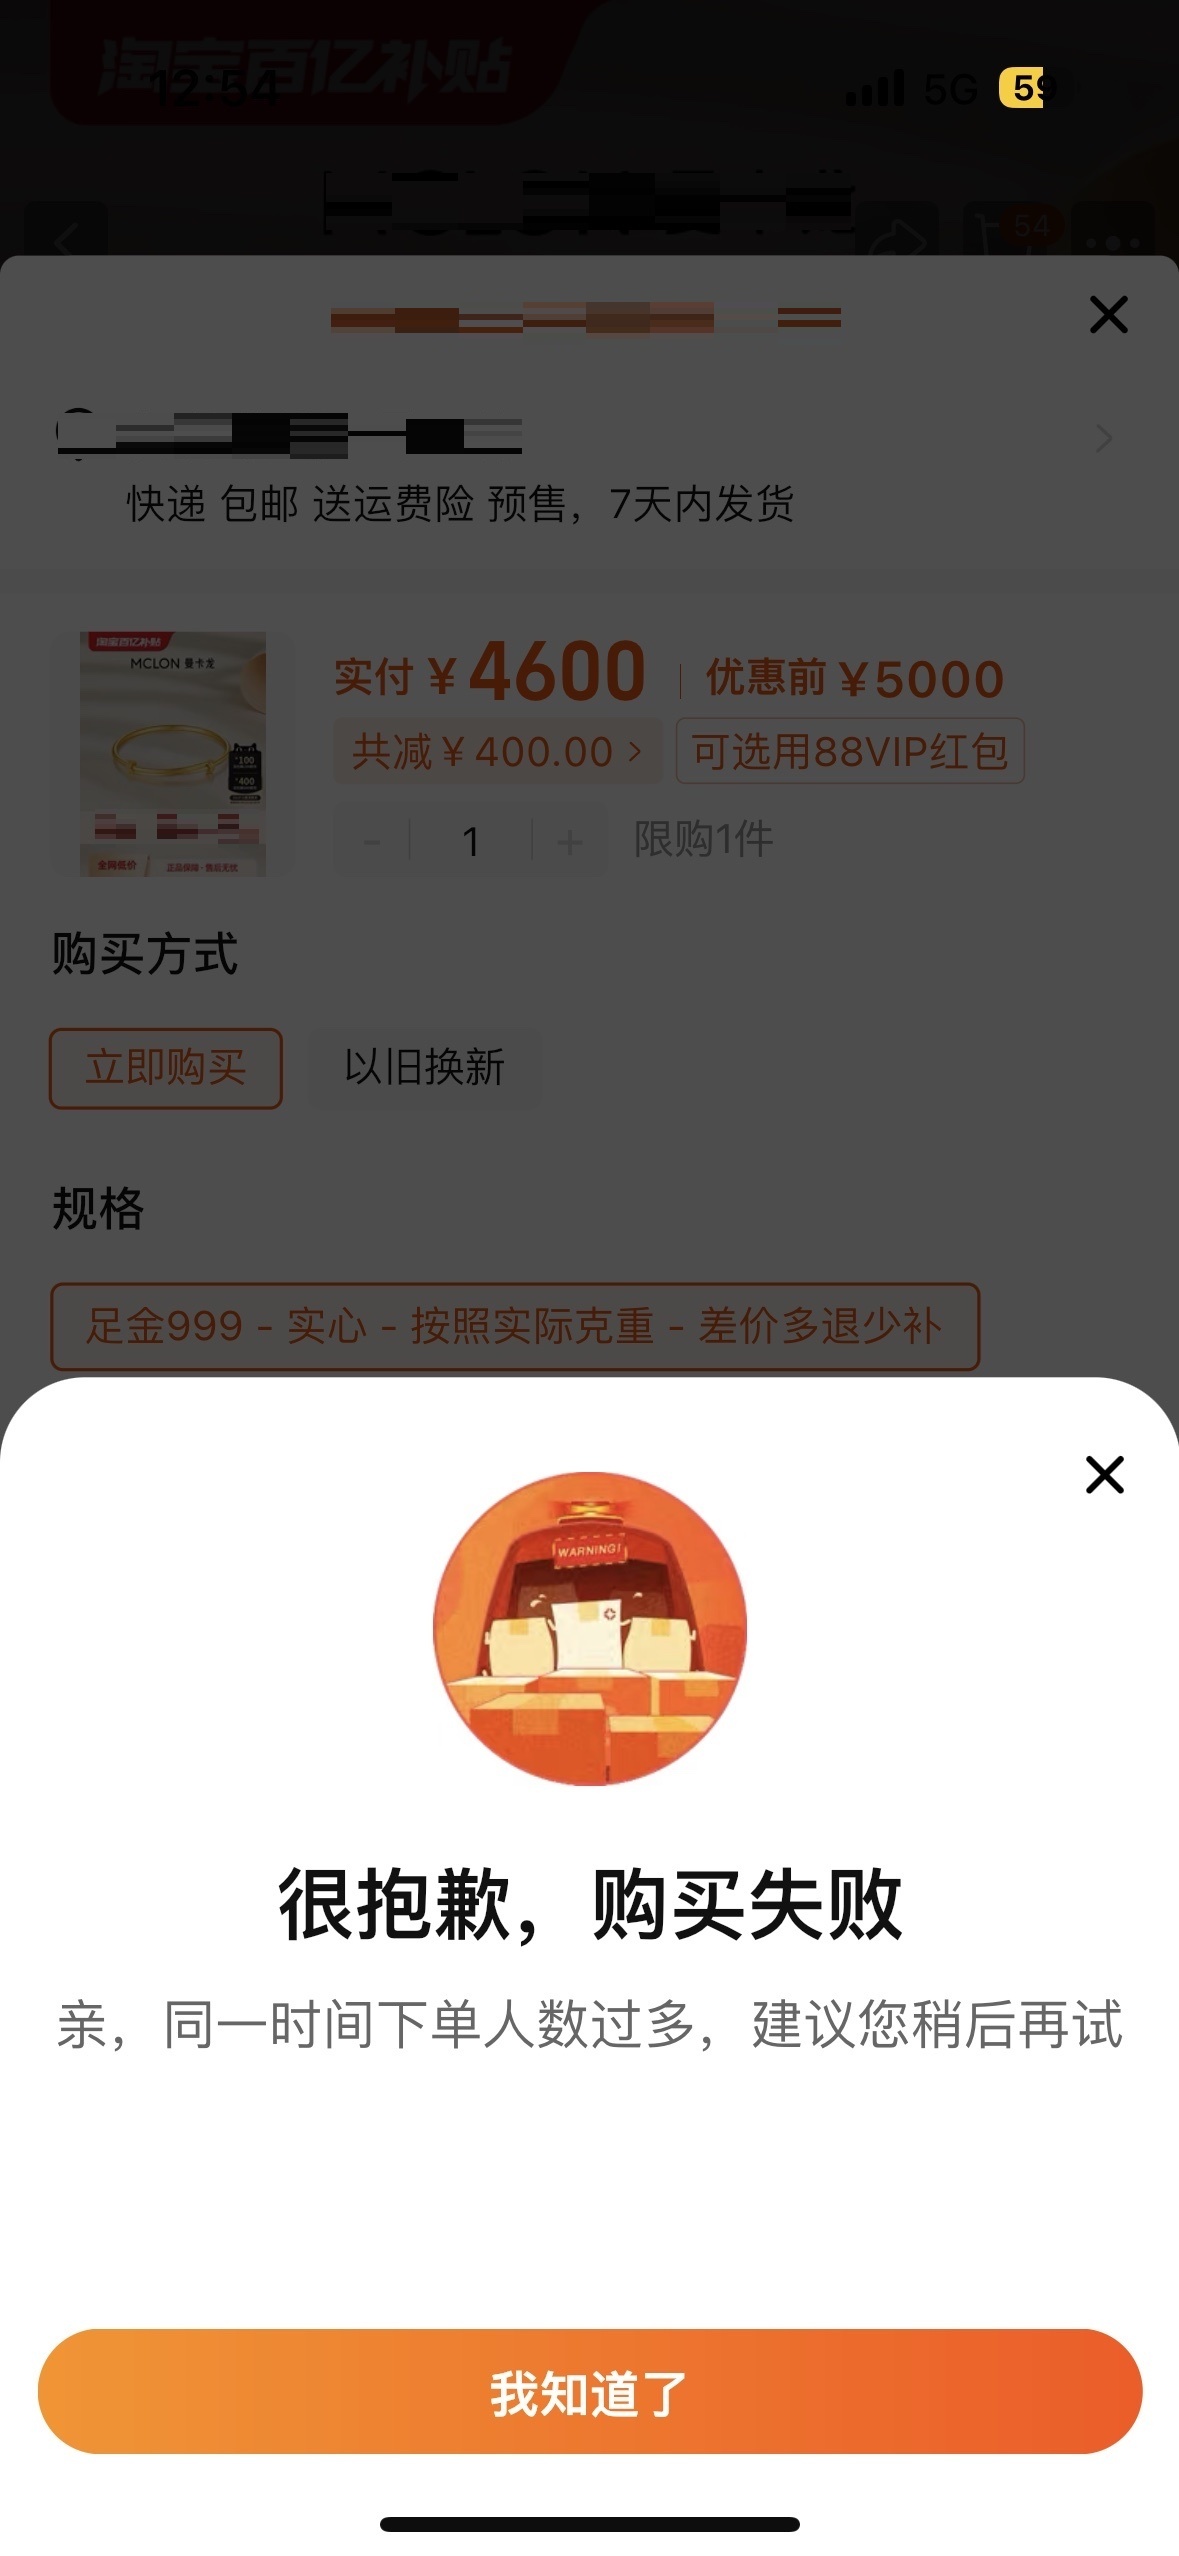 淘宝百亿补贴
12:54
5G
59
54
快递 包邮 送运费险 预售，7天内发货
淘宝百亿补贴
MCLON 曼卡龙
¥100
¥400
全网低价
正品保障·售后无忧
实付 ¥4600 | 优惠前 ¥5000
共减 ¥400.00 >
可选用88VIP红包
- 1 + 限购1件
购买方式
立即购买 以旧换新
规格
足金999 - 实心 - 按照实际克重 - 差价多退少补
WARNING!
很抱歉，购买失败
亲，同一时间下单人数过多，建议您稍后再试
我知道了